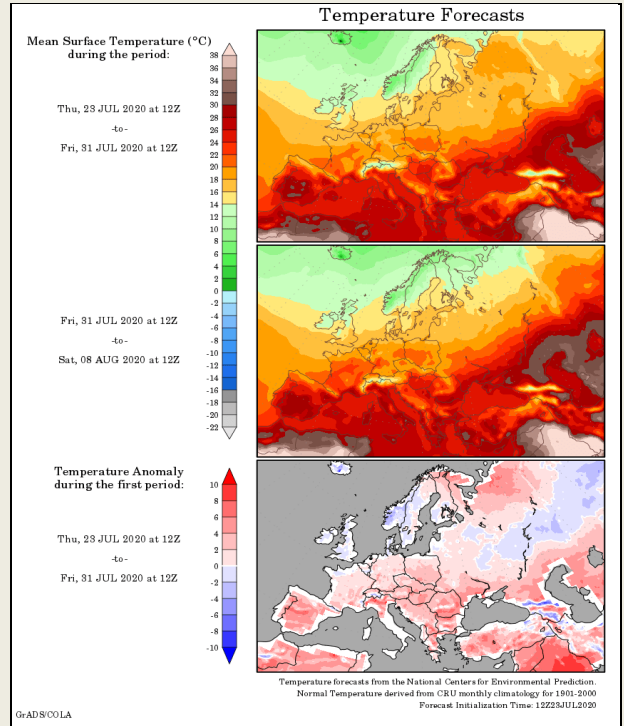 Temperature Forecasts
Mean Surface Temperature (°C)
during the period:
Thu, 23 JUL 2020 at 12Z
-to-
Fri, 31 JUL 2020 at 12Z
38
36
34
32
30
28
26
24
22
20
18
16
14
12
10
8
6
4
2
0
-2
-4
-6
-8
-10
-12
-14
-16
-18
-20
-22
Fri, 31 JUL 2020 at 12Z
-to-
Sat, 08 AUG 2020 at 12Z
Temperature Anomaly
during the first period:
Thu, 23 JUL 2020 at 12Z
-to-
Fri, 31 JUL 2020 at 12Z
10
8
6
4
2
0
-2
-4
-6
-8
-10
Temperature forecasts from the National Centers for Environmental Prediction.
Normal Temperature derived from CRU monthly climatology for 1901-2000
Forecast Initialization Time: 12Z23JUL2020
GrADS/COLA